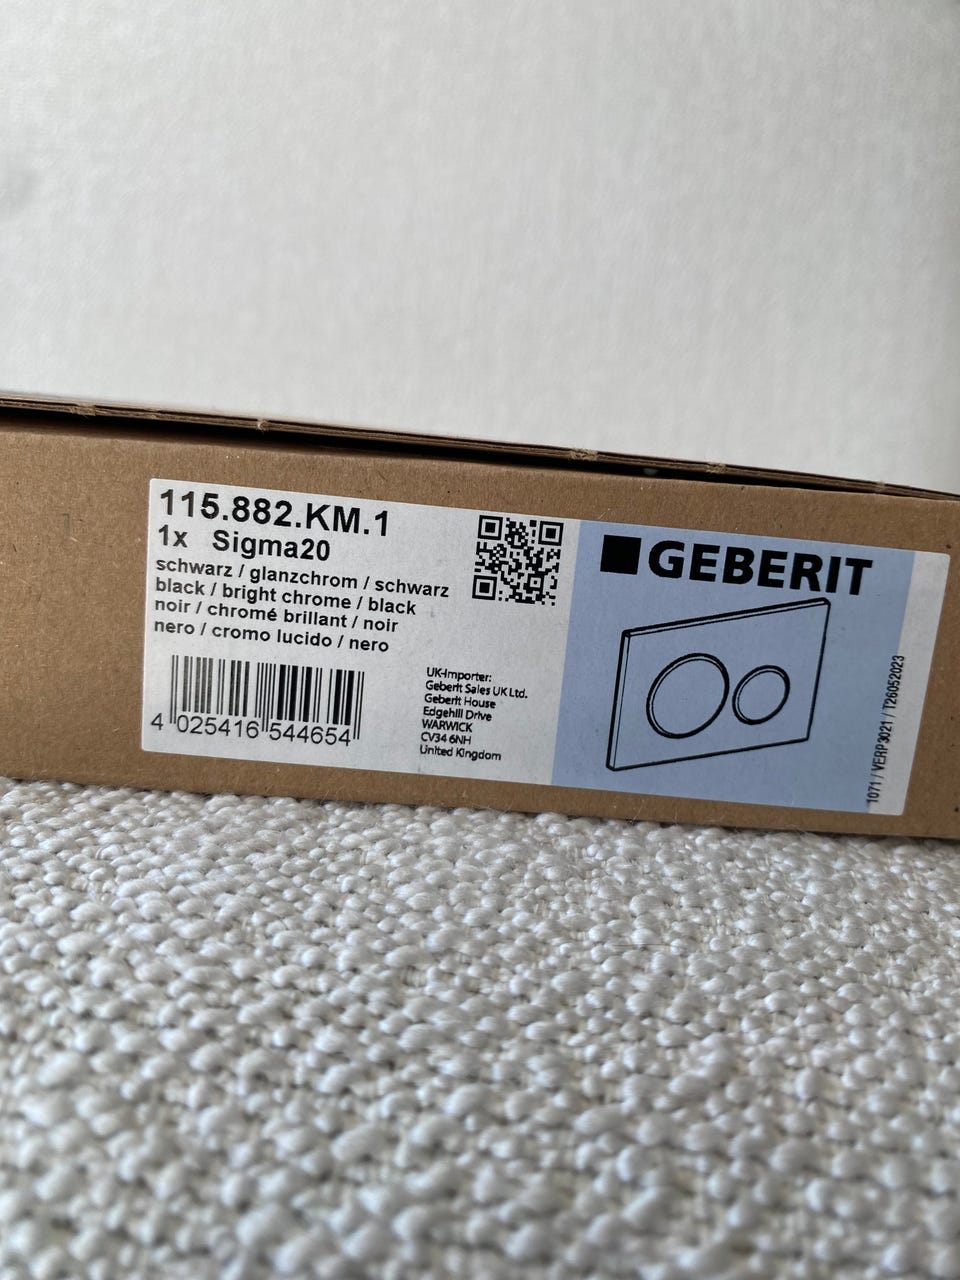 115.882.KM.1
1x Sigma20
schwarz / glanzchrom / schwarz
black / bright chrome / black
noir / chromé brillant / noir
nero / cromo lucido / nero
4 025416 544654
UK-Importer:
Geberit Sales UK Ltd.
Geberit House
Edgehill Drive
WARWICK
CV34 6NH
United Kingdom
GEBERIT
1071 / VERP3021 / T26052023